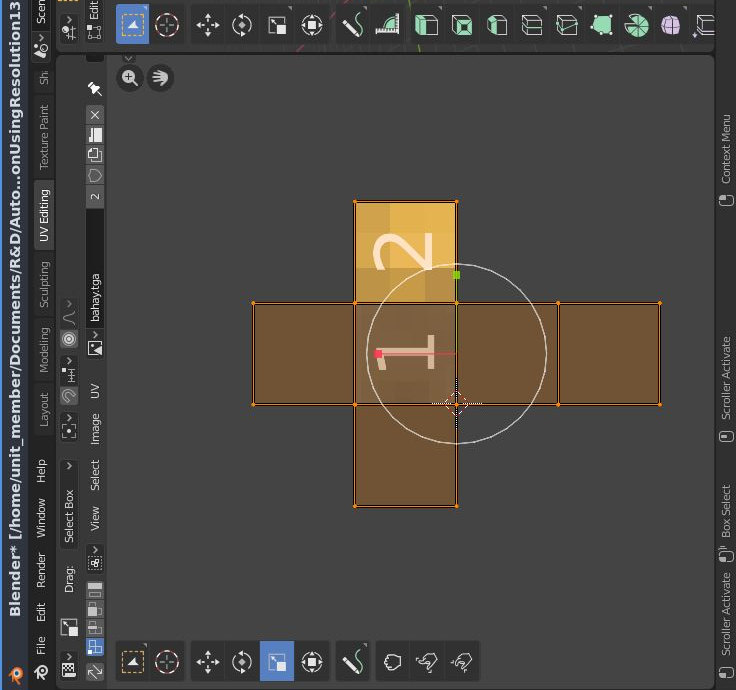 Blender* [/home/unit_member/Documents/R&D/Auto...onUsingResolution13
File Edit Render Window Help Layout Modeling Sculpting UV Editing Texture Paint Sh Scen
Drag: Select Box Edit
View Select Image UV bahay.tga 2
1 2
Scroller Activate Box Select Scroller Activate Context Menu